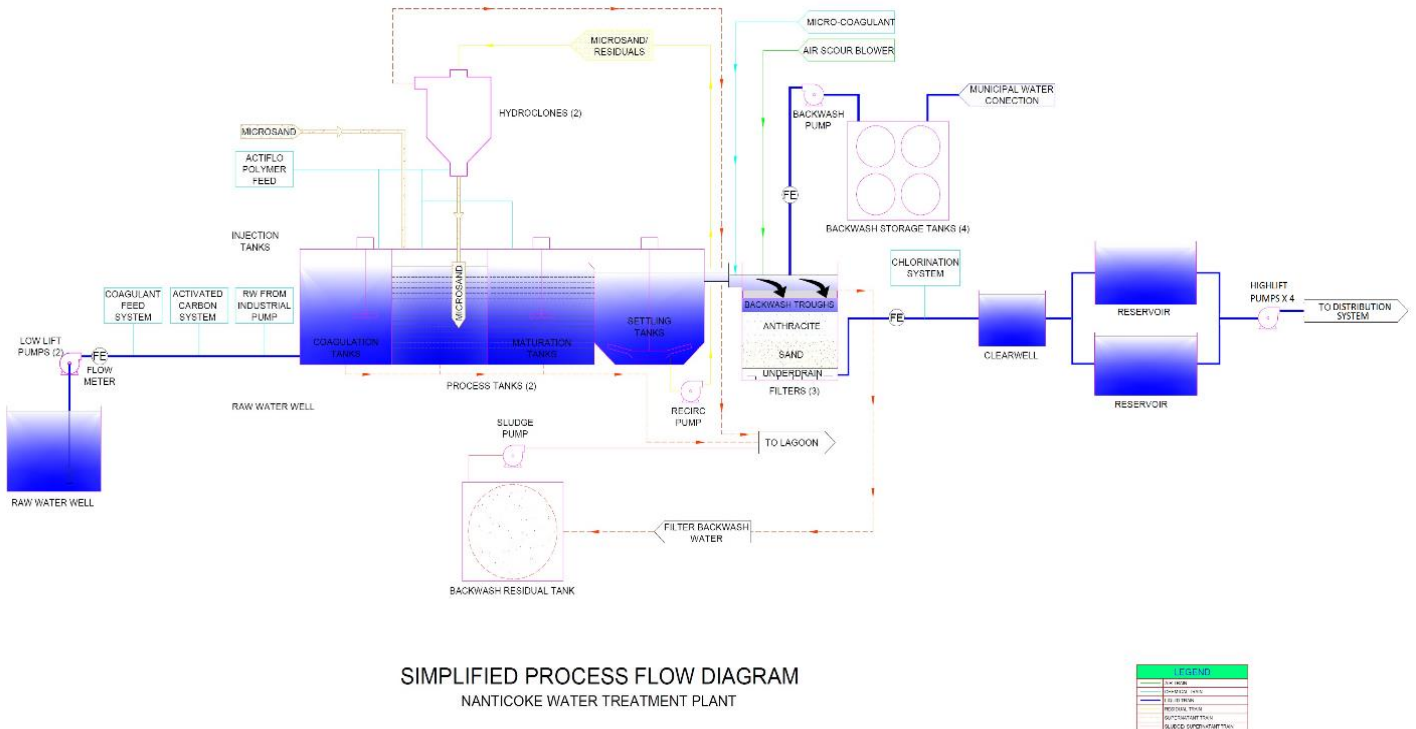 MICRO-COAGULANT
MICROSAND/
RESIDUALS
AIR SCOUR BLOWER
MUNICIPAL WATER
CONECTION
BACKWASH
PUMP
HYDROCLONES (2)
MICROSAND
ACTIFLO
POLYMER
FEED
FE
BACKWASH STORAGE TANKS (4)
INJECTION
TANKS
CHLORINATION
SYSTEM
COAGULANT
FEED
SYSTEM
ACTIVATED
CARBON
SYSTEM
RW FROM
INDUSTRIAL
PUMP
MICROSAND
SETTLING
TANKS
BACKWASH TROUGHS
HIGHLIFT
PUMPS X 4
TO DISTRIBUTION
SYSTEM
RESERVOIR
LOW LIFT
PUMPS (2)
FE
FLOW
METER
COAGULATION
TANKS
MATURATION
TANKS
ANTHRACITE
SAND
UNDERDRAIN
FE
CLEARWELL
PROCESS TANKS (2)
FILTERS (3)
RAW WATER WELL
RECIRC
PUMP
RESERVOIR
SLUDGE
PUMP
TO LAGOON
RAW WATER WELL
FILTER BACKWASH
WATER
BACKWASH RESIDUAL TANK
SIMPLIFIED PROCESS FLOW DIAGRAM
NANTICOKE WATER TREATMENT PLANT
LEGEND
RESIDUAL TRAIN
SUPERNATANT TRAIN